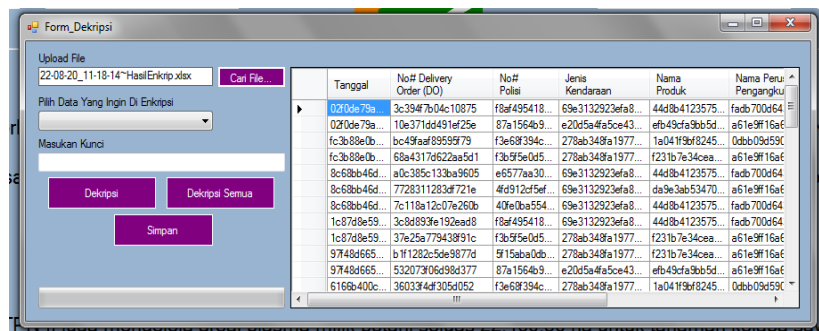 Form_Dekripsi
Upload File
22-08-20_11-18-14~HasilEnkrip.xlsx Cari File...
Pilih Data Yang Ingin Di Enkripsi
Masukan Kunci
Dekripsi Dekripsi Semua
Simpan
Tanggal No# Delivery Order (DO) No# Polisi Jenis Kendaraan Nama Produk Nama Peru Pengangku
02f0de79a... 3c394f7b04c10875 f8af495418... 69e3132923efa8... 44d8b4123575... fadb700d64
02f0de79a... 10e371dd491ef25e 87a1564b9... e20d5a4fa5ce43... efb49cfa9bb5d... a61e9ff16a6
fc3b88e0b... bc49faaf89595f79 f3e68f394c... 278ab348fa1977... 1a041f9bf8245... 0dbb09d590
fc3b88e0b... 68a4317d622aa5d1 f3b5f5e0d5... 278ab348fa1977... f231b7e34cea... a61e9ff16a6
8c68bb46d... a0c385c133ba9605 e6577aa30... 69e3132923efa8... 44d8b4123575... fadb700d64
8c68bb46d... 7728311283df721e 4fd912cf5ef... 69e3132923efa8... da9e3ab53470... a61e9ff16a6
8c68bb46d... 7c118a12c07e260b 40fe0ba554... 69e3132923efa8... 44d8b4123575... fadb700d64
1c87d8e59... 3c8d893fe192ead8 f8af495418... 69e3132923efa8... 44d8b4123575... fadb700d64
1c87d8e59... 37e25a779438f91c f3b5f5e0d5... 278ab348fa1977... f231b7e34cea... a61e9ff16a6
97f48d665... b1f1282c5de9877d 5f15aba0db... 278ab348fa1977... f231b7e34cea... a61e9ff16a6
97f48d665... 532073f06d98d377 87a1564b9... e20d5a4fa5ce43... efb49cfa9bb5d... a61e9ff16a6
6166b400c... 36033f4df305d052 f3e68f394c... 278ab348fa1977... 1a041f9bf8245... 0dbb09d590